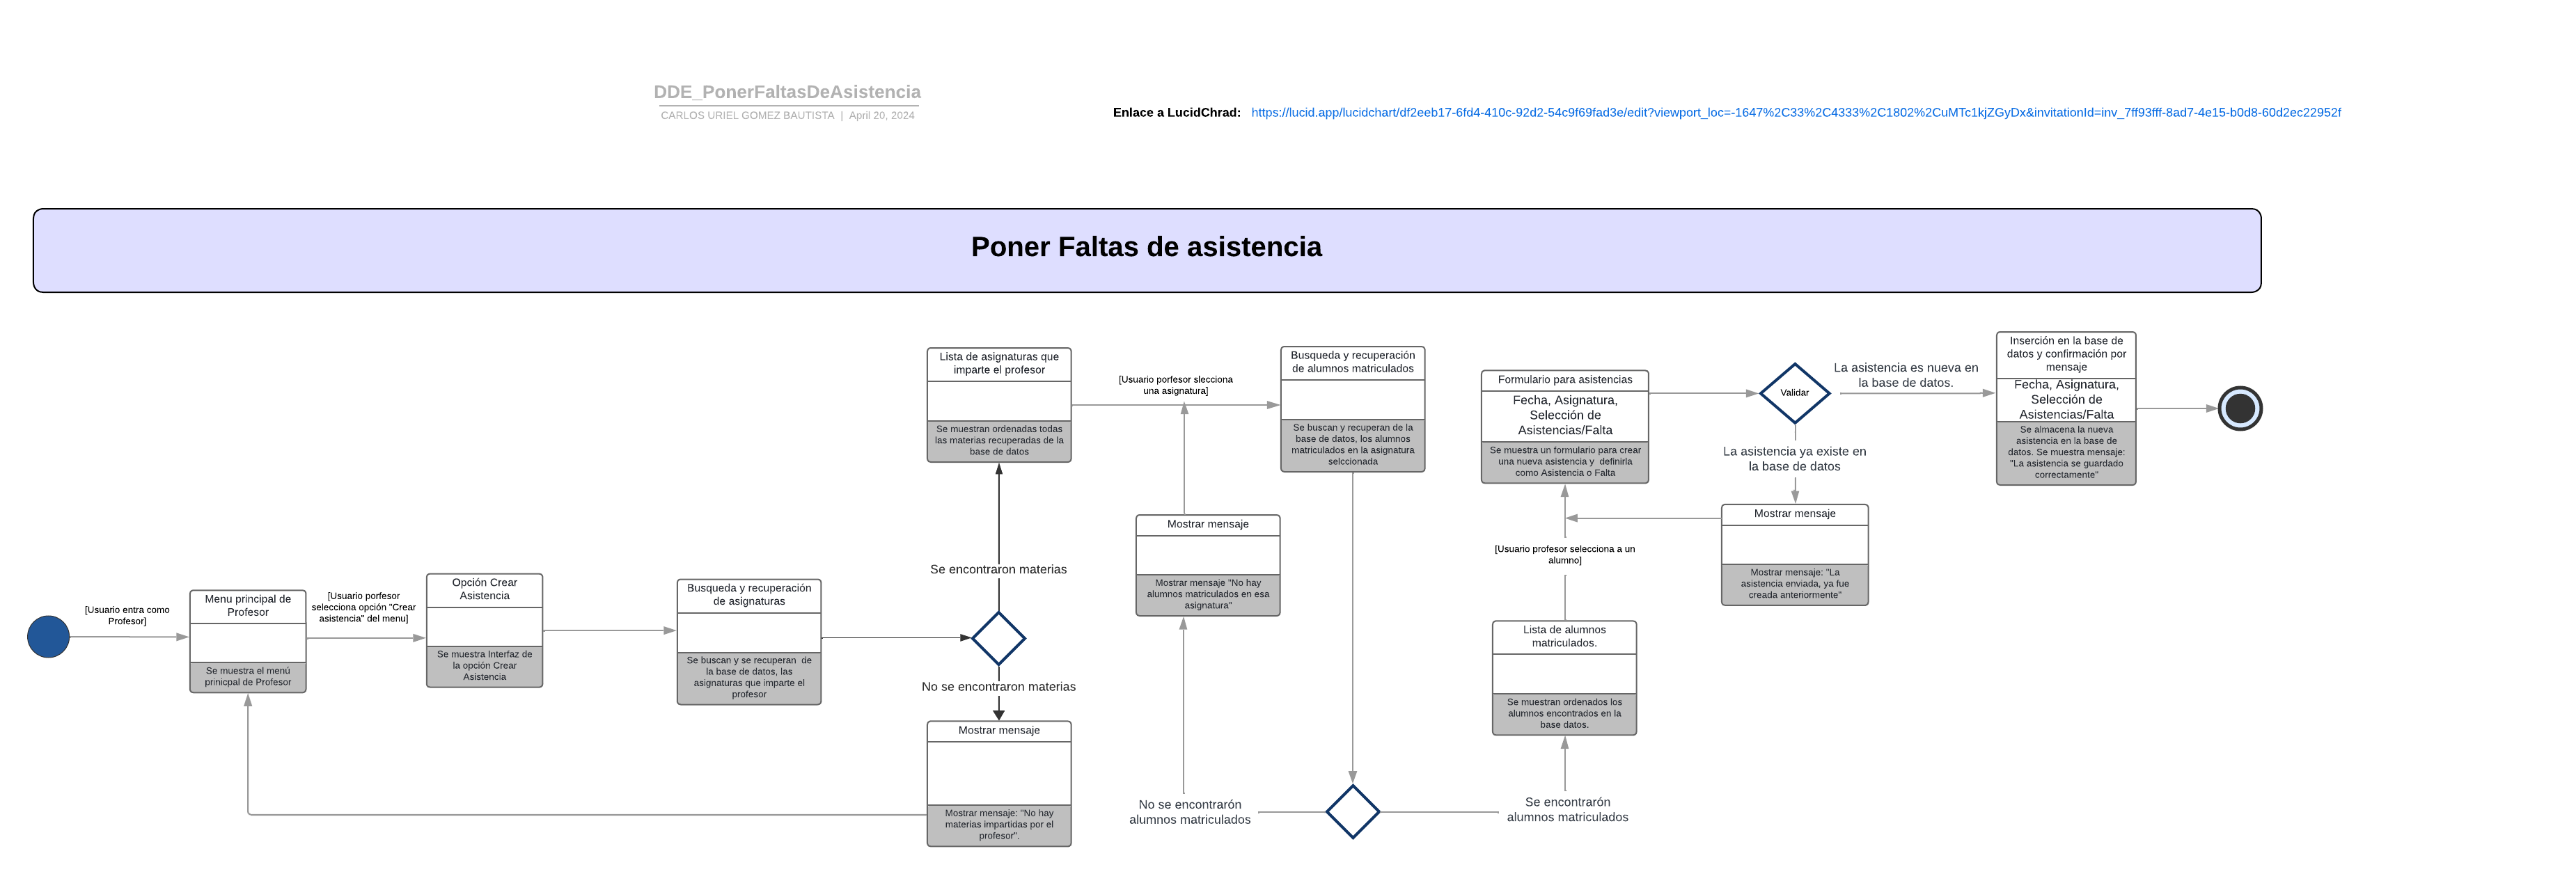 DDE_PonerFaltasDeAsistencia
CARLOS URIEL GOMEZ BAUTISTA | April 20, 2024
Enlace a LucidChrad: https://lucid.app/lucidchart/df2eeb17-6fd4-410c-92d2-54c9f69fad3e/edit?viewport_loc=-1647%2C33%2C4333%2C1802%2CuMTc1kjZGyDx&invitationId=inv_7ff93fff-8ad7-4e15-b0d8-60d2ec22952f
Poner Faltas de asistencia
[Usuario entra como
Profesor]
Menu principal de
Profesor
Se muestra el menú
prinicpal de Profesor
[Usuario porfesor
selecciona opción "Crear
asistencia" del menu]
Opción Crear
Asistencia
Se muestra Interfaz de
la opción Crear
Asistencia
Busqueda y recuperación
de asignaturas
Se buscan y se recuperan de
la base de datos, las
asignaturas que imparte el
profesor
Se encontraron materias
No se encontraron materias
Lista de asignaturas que
imparte el profesor
Se muestran ordenadas todas
las materias recuperadas de la
base de datos
Mostrar mensaje
Mostrar mensaje: "No hay
materias impartidas por el
profesor".
[Usuario porfesor slecciona
una asignatura]
Busqueda y recuperación
de alumnos matriculados
Se buscan y recuperan de la
base de datos, los alumnos
matriculados en la asignatura
selccionada
Mostrar mensaje
Mostrar mensaje "No hay
alumnos matriculados en esa
asignatura"
No se encontrarón
alumnos matriculados
Se encontrarón
alumnos matriculados
Lista de alumnos
matriculados.
Se muestran ordenados los
alumnos encontrados en la
base datos.
[Usuario profesor selecciona a un
alumno]
Formulario para asistencias
Fecha, Asignatura,
Selección de
Asistencias/Falta
Se muestra un formulario para crear
una nueva asistencia y definirla
como Asistencia o Falta
Validar
La asistencia es nueva en
la base de datos.
La asistencia ya existe en
la base de datos
Mostrar mensaje
Mostrar mensaje: "La
asistencia enviada, ya fue
creada anteriormente"
Inserción en la base de
datos y confirmación por
mensaje
Fecha, Asignatura,
Selección de
Asistencias/Falta
Se almacena la nueva
asistencia en la base de
datos. Se muestra mensaje:
"La asistencia se guardado
correctamente"